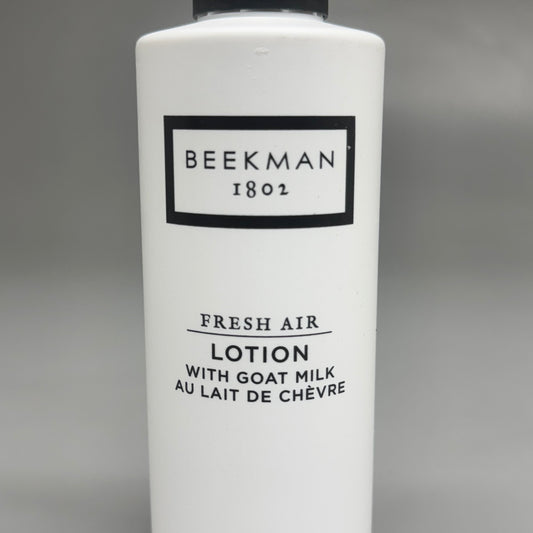 BEEKMAN
1802
FRESH AIR
LOTION
WITH GOAT MILK
AU LAIT DE CHÈVRE